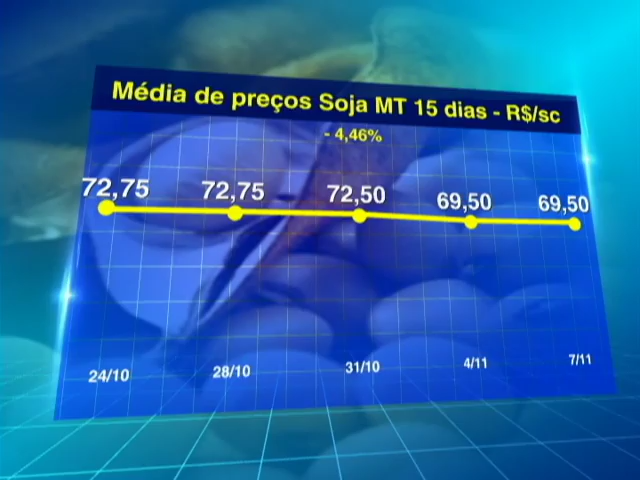 Média de preços Soja MT 15 dias - R$/sc
- 4,46%
72,75 72,75 72,50 69,50 69,50
24/10 28/10 31/10 4/11 7/11